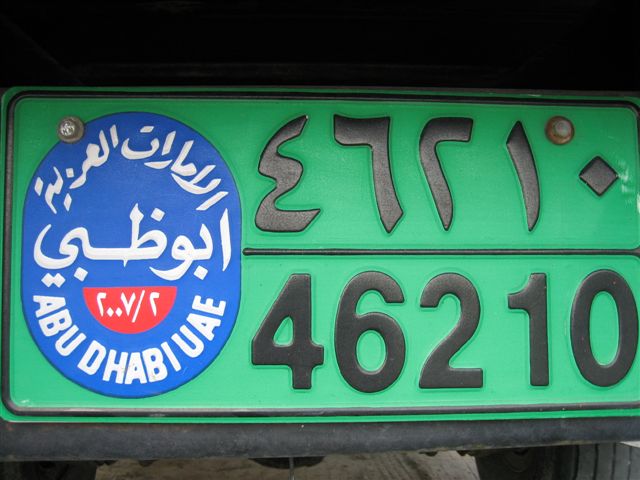 الامارات العربية
ابوظبي
٢٠٠٧/٢
ABU DHABI UAE
٤٦٢١٠
46210